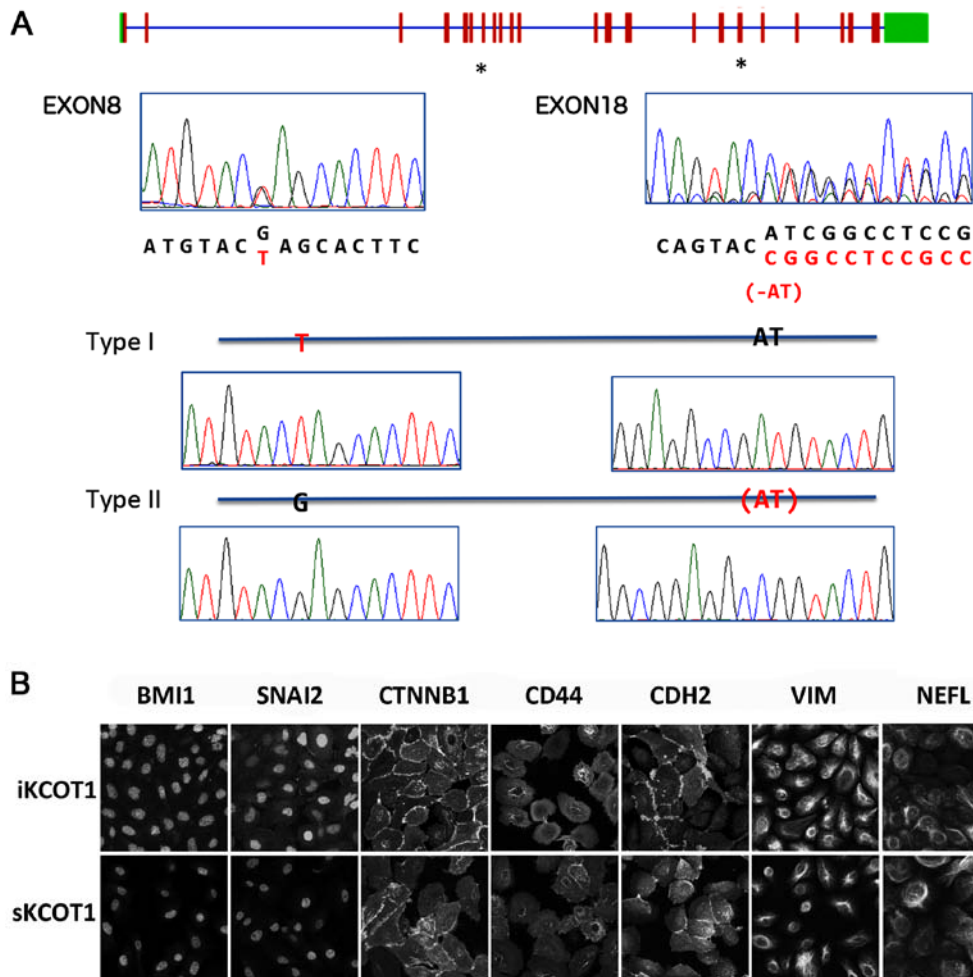 A
* *
EXON8 EXON18
G
ATGTAC AGCACTTC
T
CAGTAC ATCGGCCTCCG
CGGCCTCCGCC
(-AT)
Type I T AT
Type II G (AT)
B
BMI1 SNAI2 CTNNB1 CD44 CDH2 VIM NEFL
iKCOT1
sKCOT1